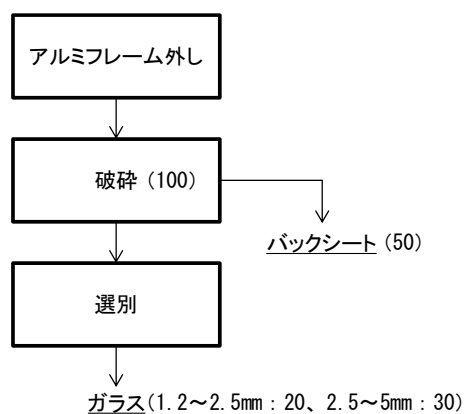 アルミフレーム外し
破砕（100）
バックシート（50）
選別
ガラス（1.2～2.5mm：20、2.5～5mm：30）